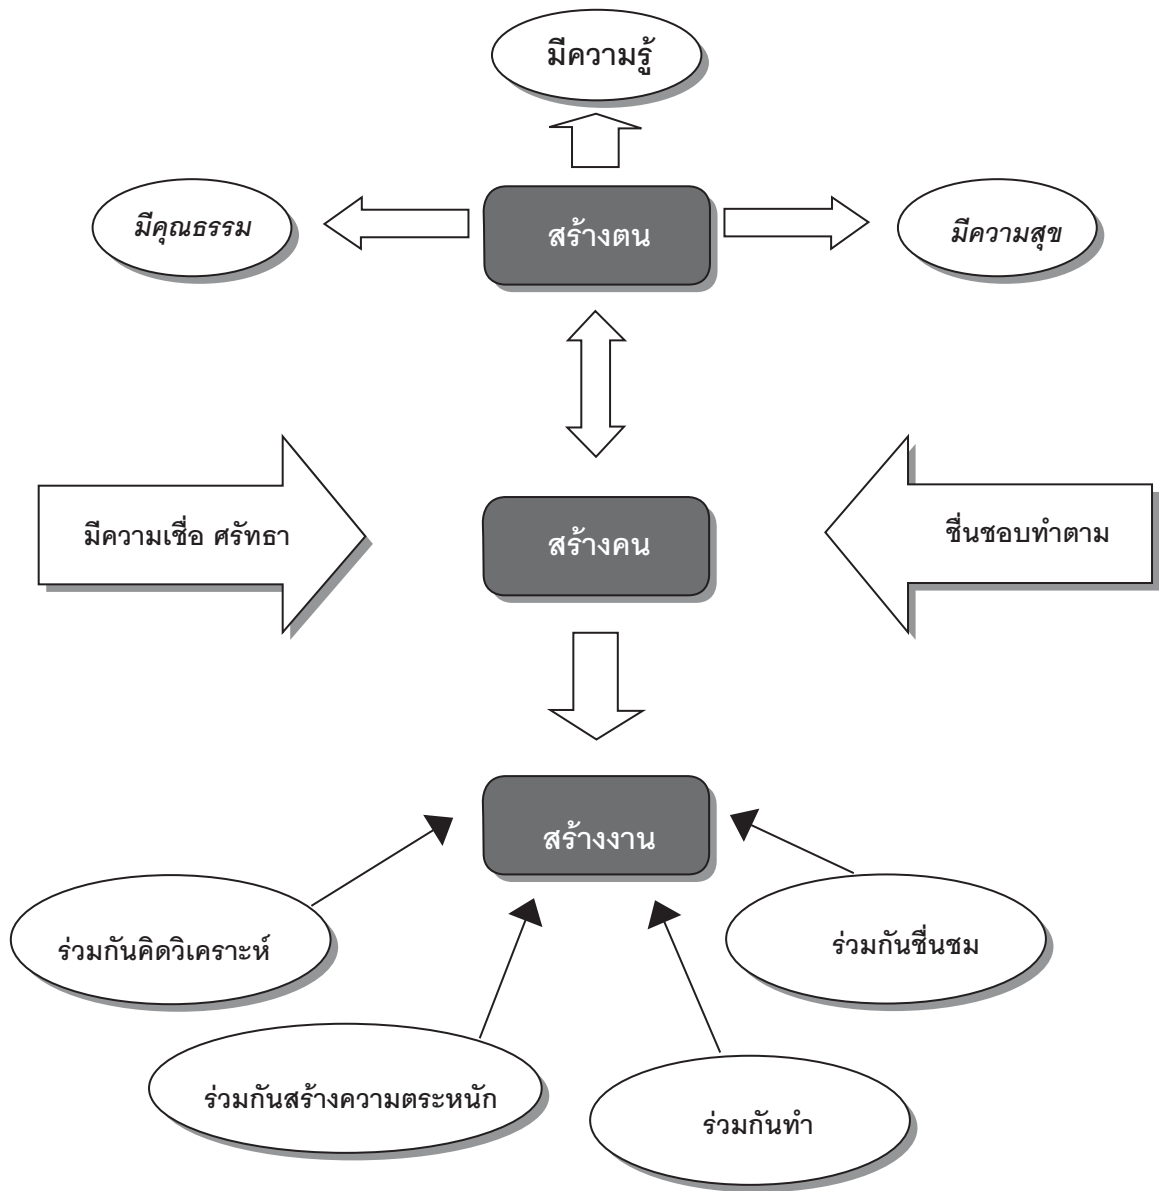 มีความรู้
มีคุณธรรม
สร้างตน
มีความสุข
มีความเชื่อ ศรัทธา
สร้างคน
ชื่นชอบทำตาม
สร้างงาน
ร่วมกันคิดวิเคราะห์
ร่วมกันชื่นชม
ร่วมกันสร้างความตระหนัก
ร่วมกันทำ